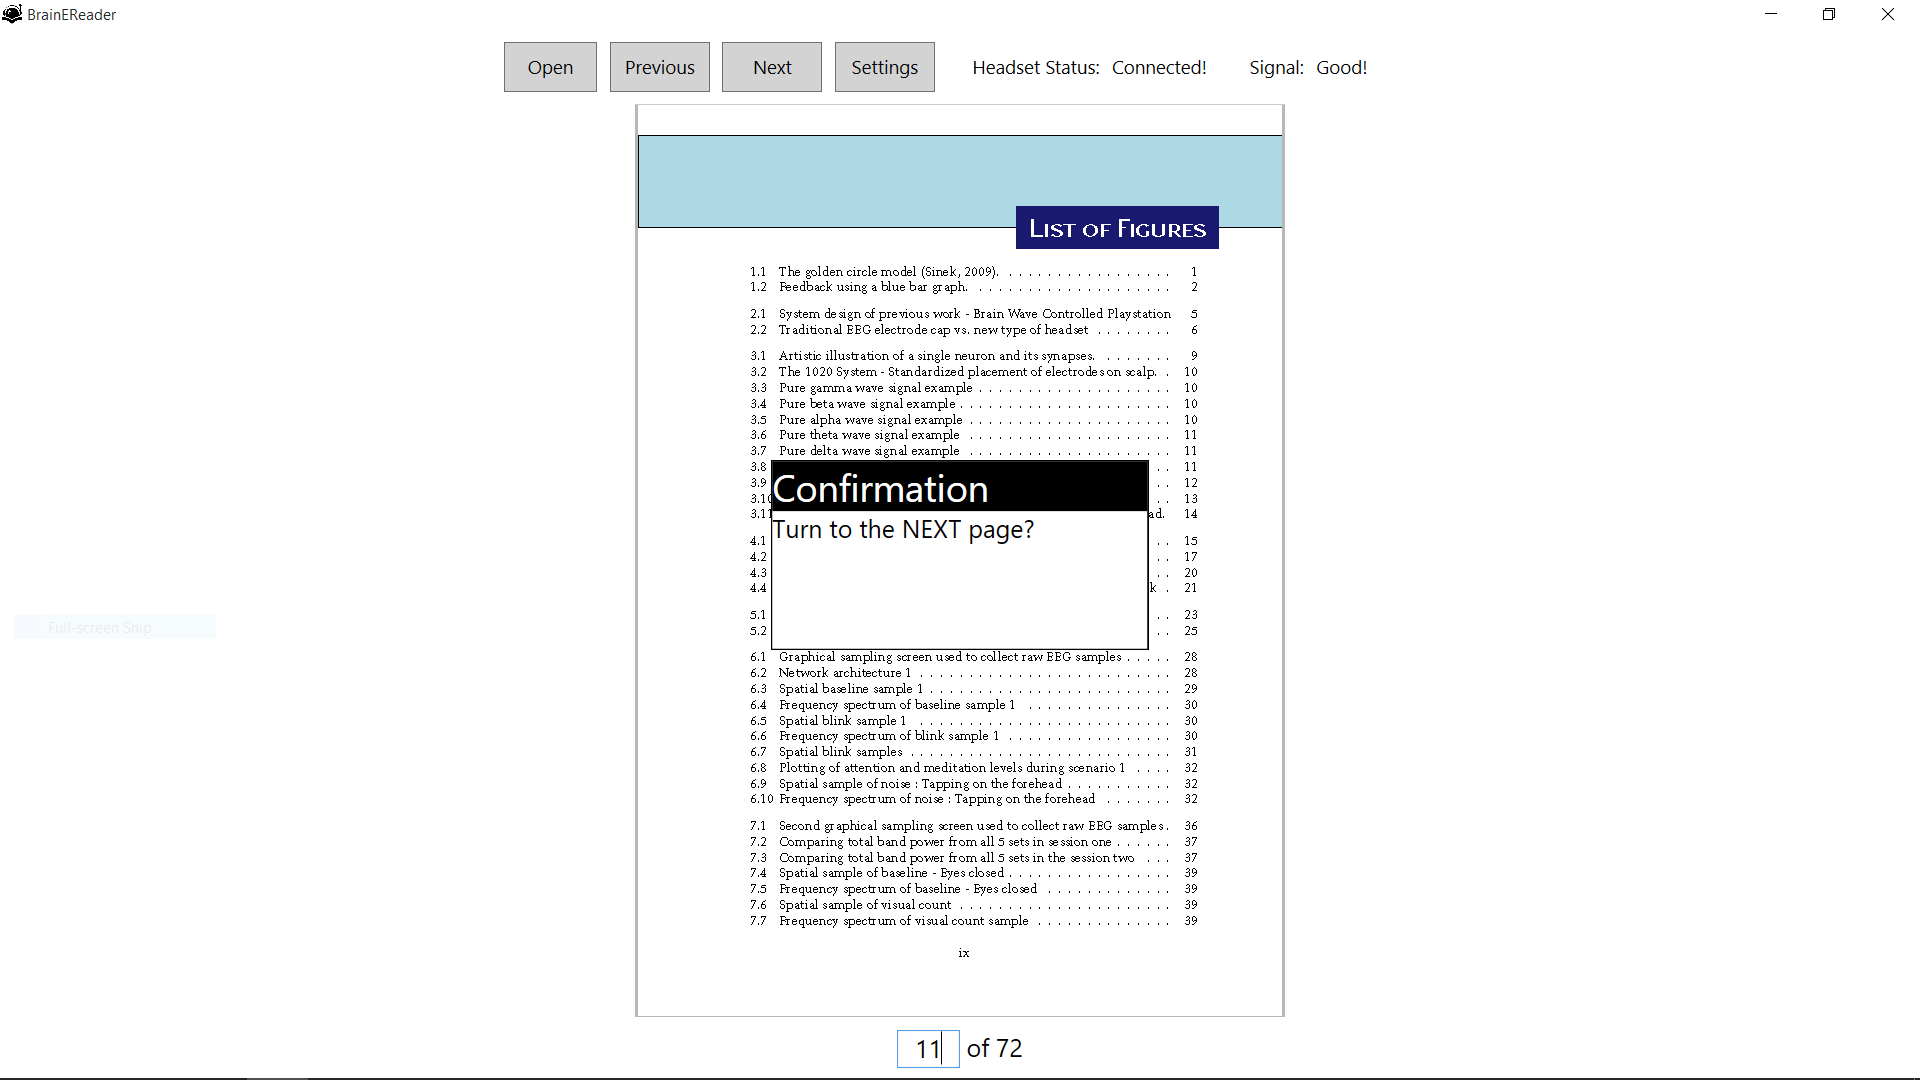 BrainEReader
Open Previous Next Settings Headset Status: Connected! Signal: Good!
LIST OF FIGURES
1.1 The golden circle model (Sinek, 2009). . . . . . . . . . . . . . . . . . 1
1.2 Feedback using a blue bar graph. . . . . . . . . . . . . . . . . . . . . 2
2.1 System design of previous work - Brain Wave Controlled Playstation 5
2.2 Traditional EEG electrode cap vs. new type of headset . . . . . . . . 6
3.1 Artistic illustration of a single neuron and its synapses. . . . . . . . 9
3.2 The 1020 System - Standardized placement of electrodes on scalp. . 10
3.3 Pure gamma wave signal example . . . . . . . . . . . . . . . . . . . . 10
3.4 Pure beta wave signal example . . . . . . . . . . . . . . . . . . . . . . 10
3.5 Pure alpha wave signal example . . . . . . . . . . . . . . . . . . . . . 10
3.6 Pure theta wave signal example . . . . . . . . . . . . . . . . . . . . . 11
3.7 Pure delta wave signal example . . . . . . . . . . . . . . . . . . . . . 11
3.8 . . 11
3.9 . . 12
3.10 . . 13
3.11 ad. 14
Confirmation
Turn to the NEXT page?
4.1 . . 15
4.2 . . 17
4.3 . . 20
4.4 k . 21
5.1 . . 23
5.2 . . 25
Full-screen Snip
6.1 Graphical sampling screen used to collect raw EEG samples . . . . . 28
6.2 Network architecture 1 . . . . . . . . . . . . . . . . . . . . . . . . . . 28
6.3 Spatial baseline sample 1 . . . . . . . . . . . . . . . . . . . . . . . . . 29
6.4 Frequency spectrum of baseline sample 1 . . . . . . . . . . . . . . . 30
6.5 Spatial blink sample 1 . . . . . . . . . . . . . . . . . . . . . . . . . . 30
6.6 Frequency spectrum of blink sample 1 . . . . . . . . . . . . . . . . . 30
6.7 Spatial blink samples . . . . . . . . . . . . . . . . . . . . . . . . . . . 31
6.8 Plotting of attention and meditation levels during scenario 1 . . . . 32
6.9 Spatial sample of noise : Tapping on the forehead . . . . . . . . . . . 32
6.10 Frequency spectrum of noise : Tapping on the forehead . . . . . . . 32
7.1 Second graphical sampling screen used to collect raw EEG samples . 36
7.2 Comparing total band power from all 5 sets in session one . . . . . . 37
7.3 Comparing total band power from all 5 sets in the session two . . . 37
7.4 Spatial sample of baseline - Eyes closed . . . . . . . . . . . . . . . . . 39
7.5 Frequency spectrum of baseline - Eyes closed . . . . . . . . . . . . . 39
7.6 Spatial sample of visual count . . . . . . . . . . . . . . . . . . . . . . 39
7.7 Frequency spectrum of visual count sample . . . . . . . . . . . . . . 39
ix
11 of 72